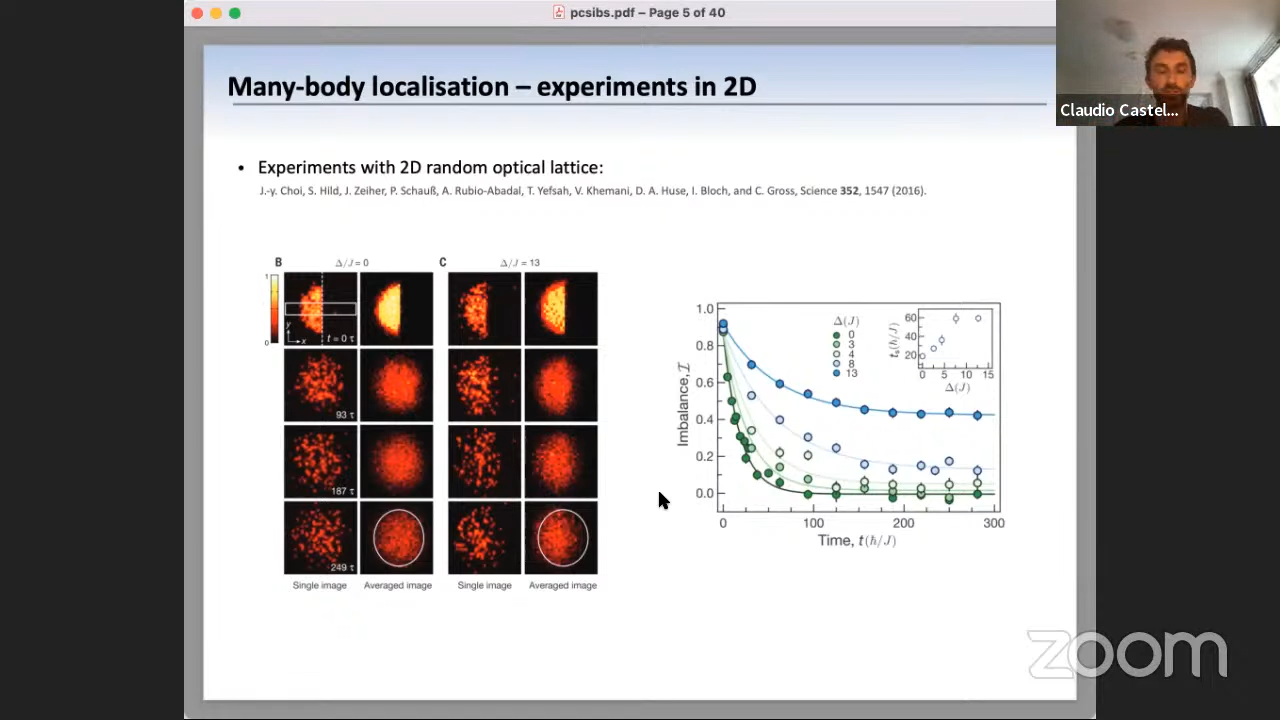 pcsibs.pdf – Page 5 of 40
Claudio Castel...
Many-body localisation – experiments in 2D
• Experiments with 2D random optical lattice:
J.-y. Choi, S. Hild, J. Zeiher, P. Schauß, A. Rubio-Abadal, T. Yefsah, V. Khemani, D. A. Huse, I. Bloch, and C. Gross, Science 352, 1547 (2016).
B Δ/J = 0 C Δ/J = 13
1
0
y
x
t = 0 τ
93 τ
187 τ
249 τ
Single image Averaged image Single image Averaged image
1.0
0.8
0.6
0.4
0.2
0.0
Imbalance, I
Δ(J)
0
3
4
8
13
60
40
20
0 5 10 15
Δ(J)
0 100 200 300
Time, t(ħ/J)
zoom